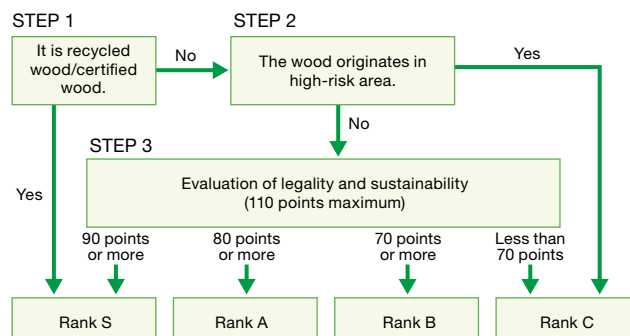 STEP 1
It is recycled
wood/certified
wood.
No
STEP 2
The wood originates in
high-risk area.
Yes
No
STEP 3
Evaluation of legality and sustainability
(110 points maximum)
Yes
90 points
or more
80 points
or more
70 points
or more
Less than
70 points
Rank S
Rank A
Rank B
Rank C